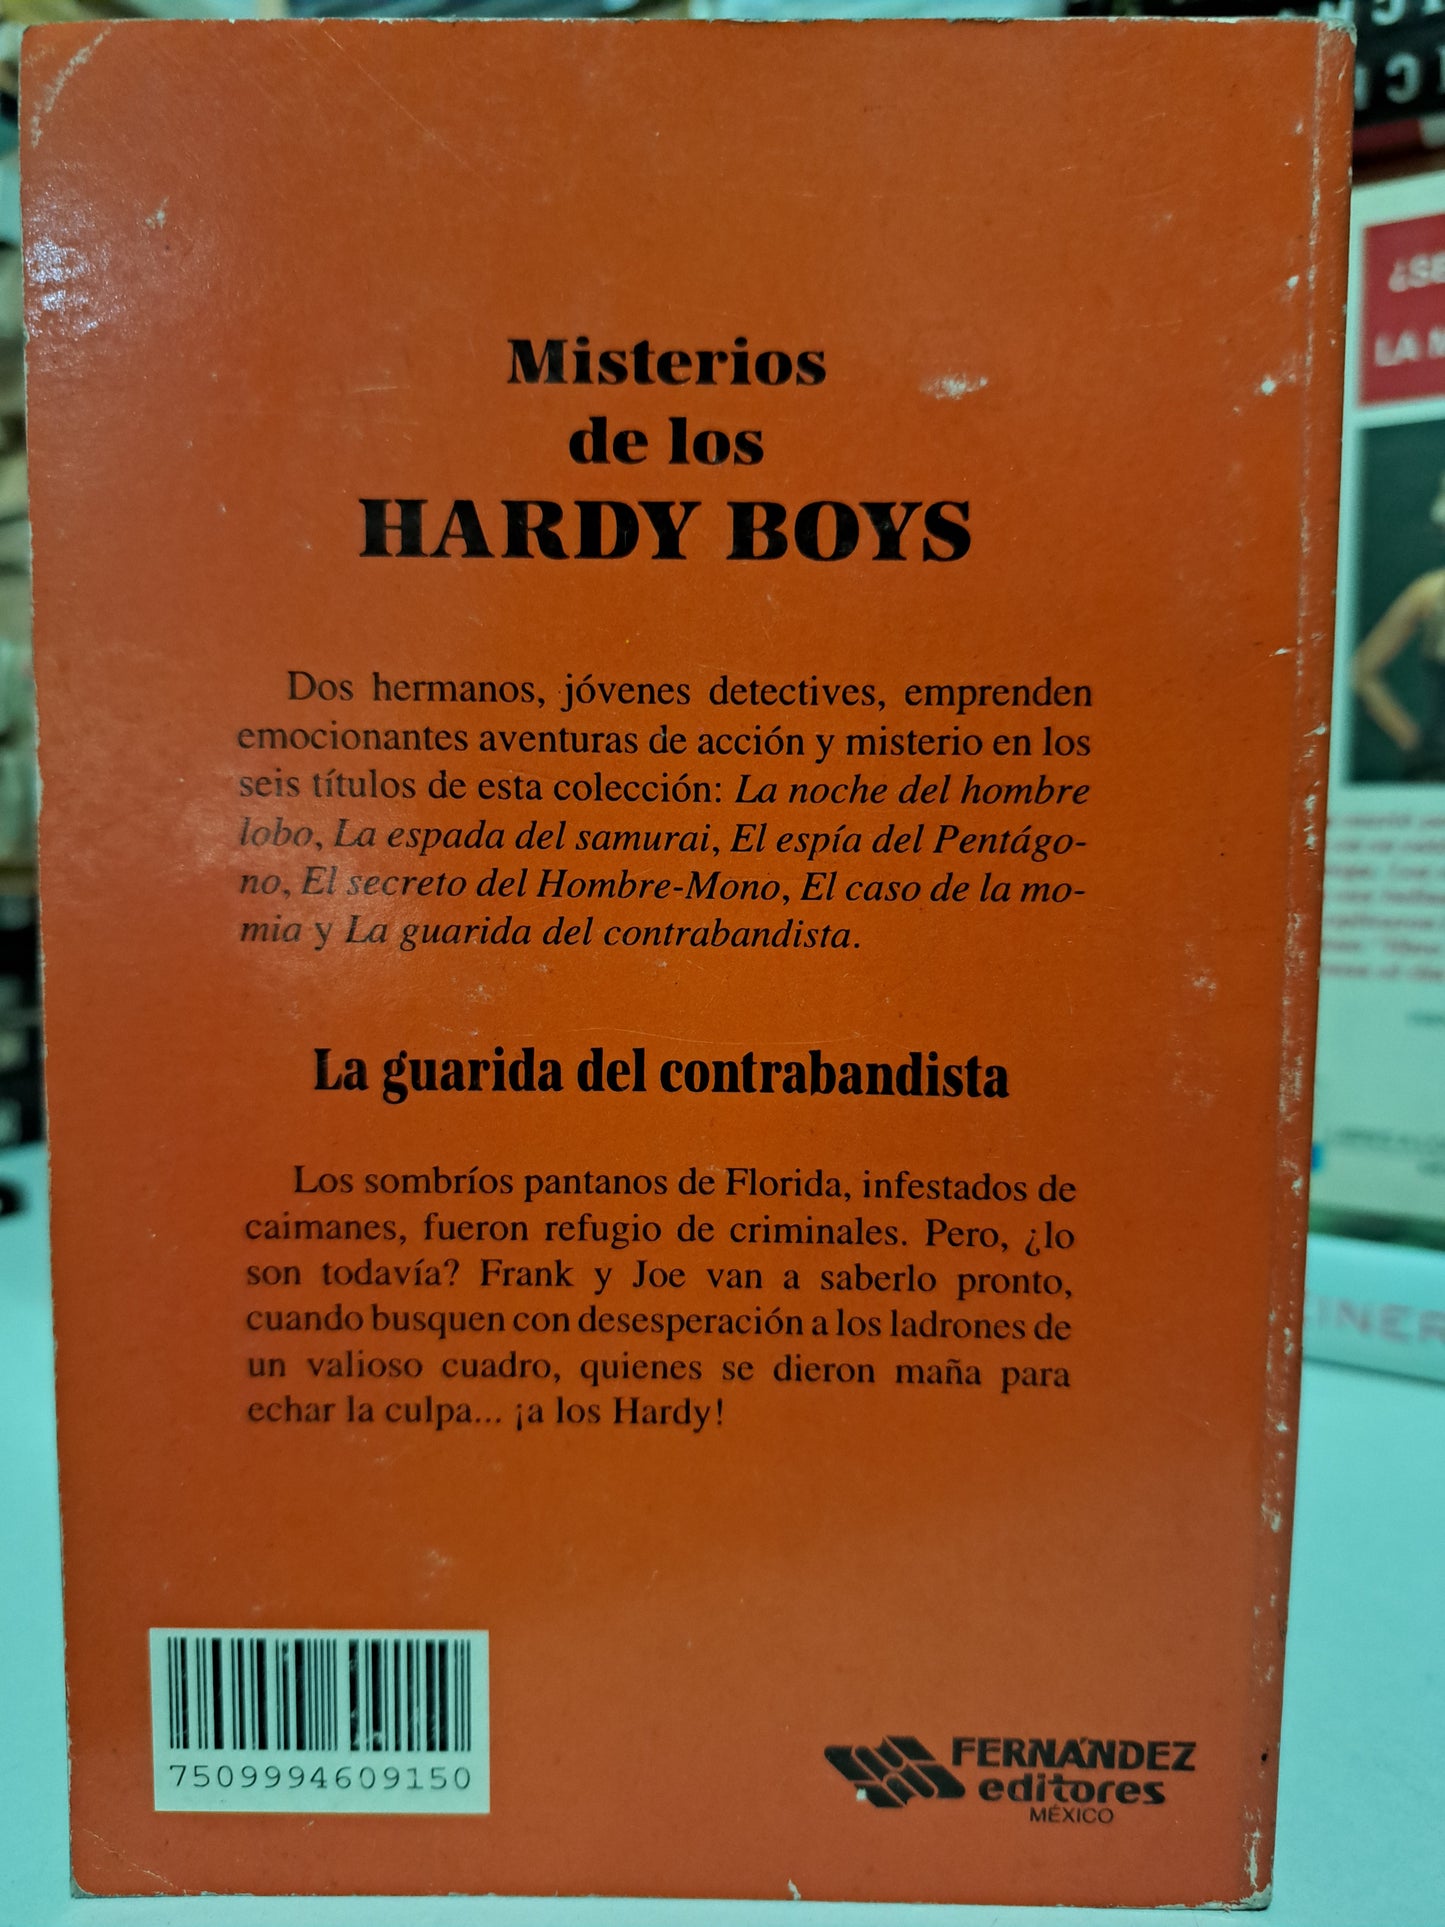 Misterios
de los
HARDY BOYS
Dos hermanos, jóvenes detectives, emprenden
emocionantes aventuras de acción y misterio en los
seis títulos de esta colección: La noche del hombre
lobo, La espada del samurai, El espía del Pentágo-
no, El secreto del Hombre-Mono, El caso de la mo-
mia y La guarida del contrabandista.
La guarida del contrabandista
Los sombríos pantanos de Florida, infestados de
caimanes, fueron refugio de criminales. Pero, ¿lo
son todavía? Frank y Joe van a saberlo pronto,
cuando busquen con desesperación a los ladrones de
un valioso cuadro, quienes se dieron maña para
echar la culpa... ¡a los Hardy!
7509994609150
FERNÁNDEZ
editores
MÉXICO
¿SE
LA M
INER